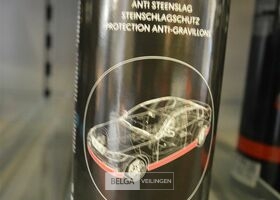 ANTI STEENSLAG
STEINSCHLAGSCHUTZ
PROTECTION ANTI-GRAVILLONS
BELGA VEILINGEN